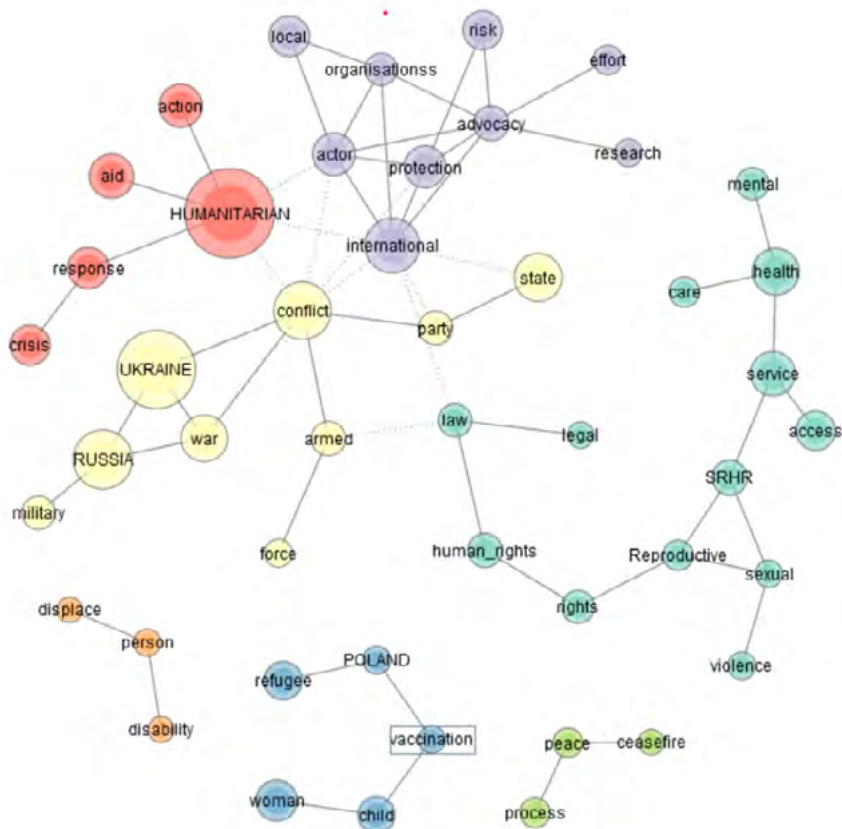 local
risk
organisationss
effort
action
advocacy
actor
protection
research
aid
mental
HUMANITARIAN
international
response
state
health
care
conflict
party
crisis
UKRAINE
service
law
access
war
armed
legal
RUSSIA
SRHR
military
force
human_rights
Reproductive
sexual
rights
displace
person
POLAND
refugee
violence
disability
vaccination
peace
ceasefire
woman
child
process